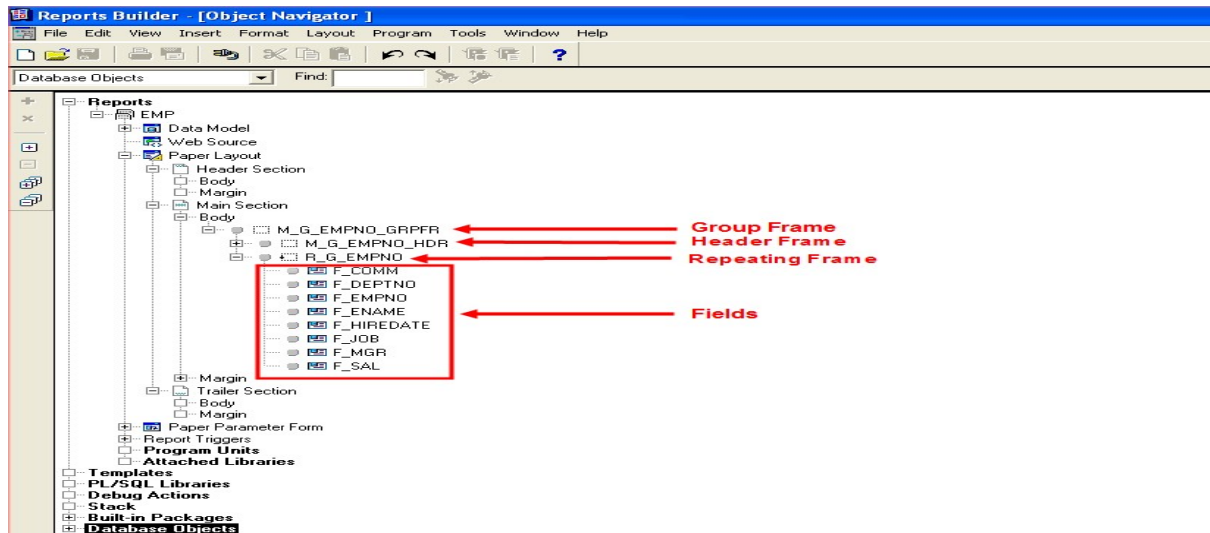 Reports Builder - [Object Navigator ]
File Edit View Insert Format Layout Program Tools Window Help
Database Objects Find:
Reports
EMP
Data Model
Web Source
Paper Layout
Header Section
Body
Margin
Main Section
Body
M_G_EMPNO_GRPFR Group Frame
M_G_EMPNO_HDR Header Frame
R_G_EMPNO Repeating Frame
F_COMM
F_DEPTNO
F_EMPNO
F_ENAME Fields
F_HIREDATE
F_JOB
F_MGR
F_SAL
Margin
Trailer Section
Body
Margin
Paper Parameter Form
Report Triggers
Program Units
Attached Libraries
Templates
PL/SQL Libraries
Debug Actions
Stack
Built-in Packages
Database Objects